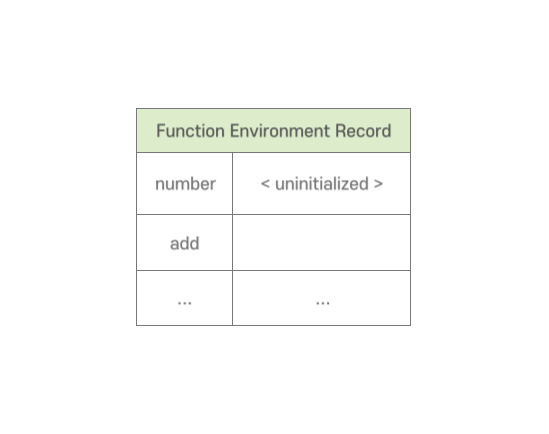 Function Environment Record
number < uninitialized >
add
... ...